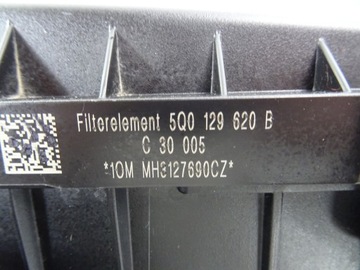 Filterelement 5Q0 129 620 B
C 30 005
*1OM MH3127690CZ*